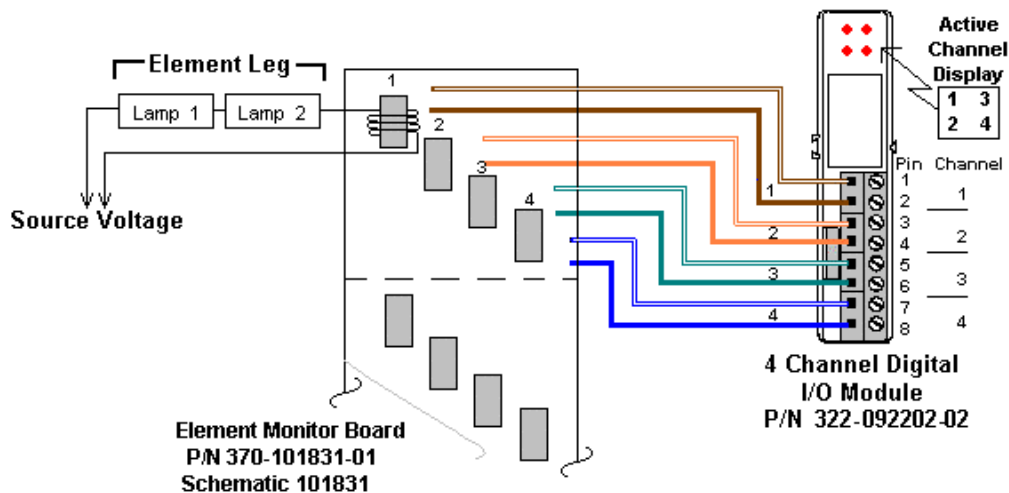 Element Leg
Lamp 1
Lamp 2
Source Voltage
1
2
3
4
1
2
3
4
Active
Channel
Display
1 3
2 4
Pin Channel
1
2
3
4
5
6
7
8
1
2
3
4
4 Channel Digital
I/O Module
P/N 322-092202-02
Element Monitor Board
P/N 370-101831-01
Schematic 101831